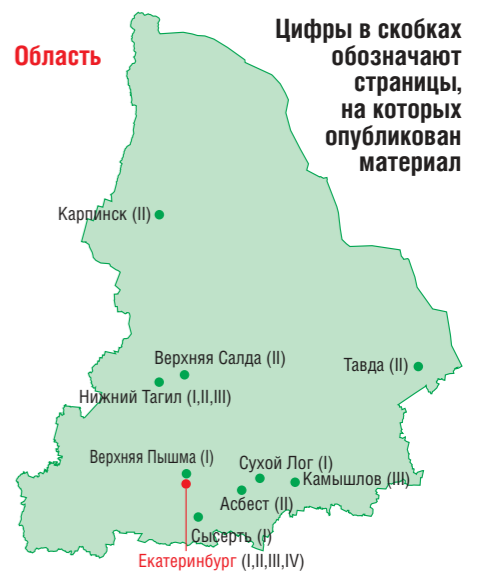 Цифры в скобках
обозначают
страницы,
на которых
опубликован
материал
Область
Карпинск (II)
Верхняя Салда (II)
Тавда (II)
Нижний Тагил (I,II,III)
Верхняя Пышма (I)
Сухой Лог (I)
Камышлов (III)
Асбест (II)
Сысерть (I)
Екатеринбург (I,II,III,IV)